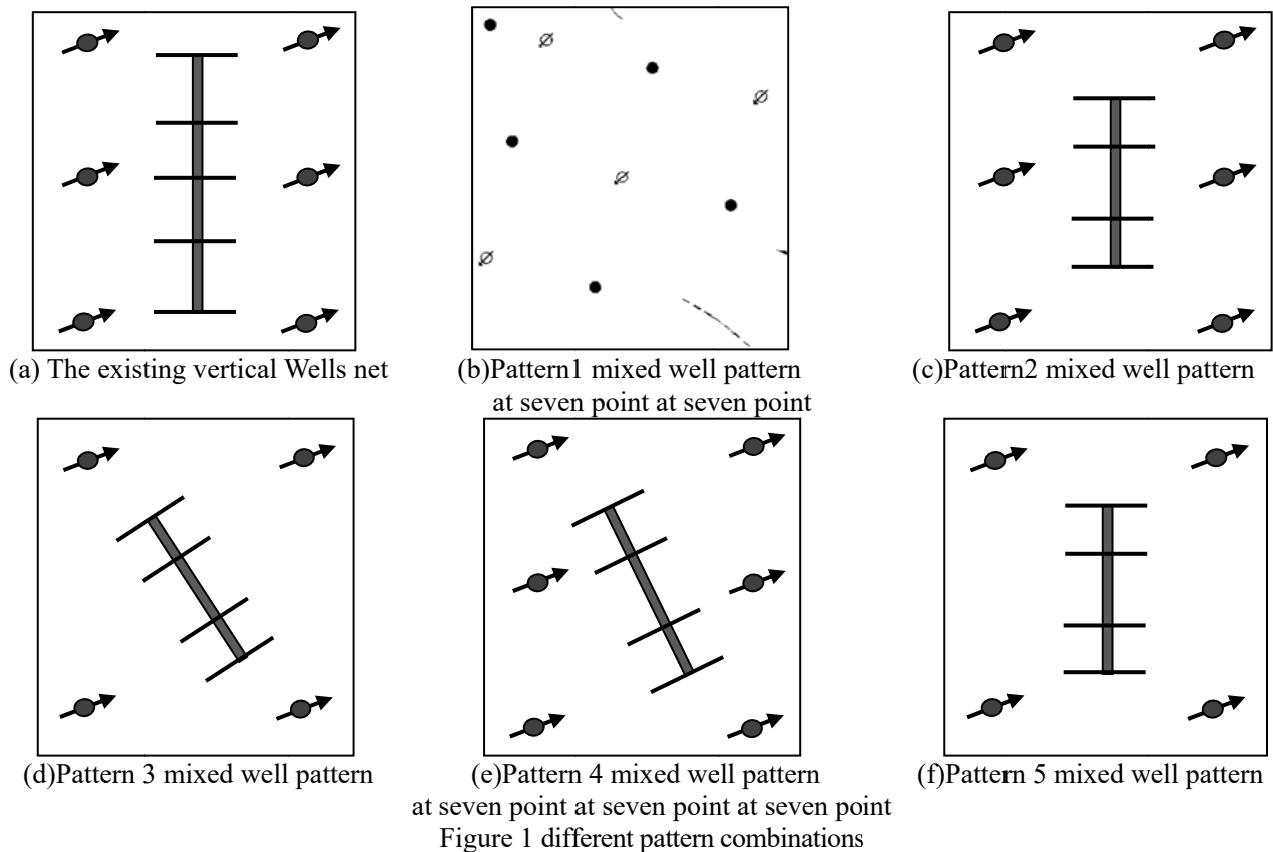 (a) The existing vertical Wells net
(b)Pattern1 mixed well pattern
at seven point at seven point
(c)Pattern2 mixed well pattern
(d)Pattern 3 mixed well pattern
(e)Pattern 4 mixed well pattern
at seven point at seven point at seven point
(f)Pattern 5 mixed well pattern
Figure 1 different pattern combinations